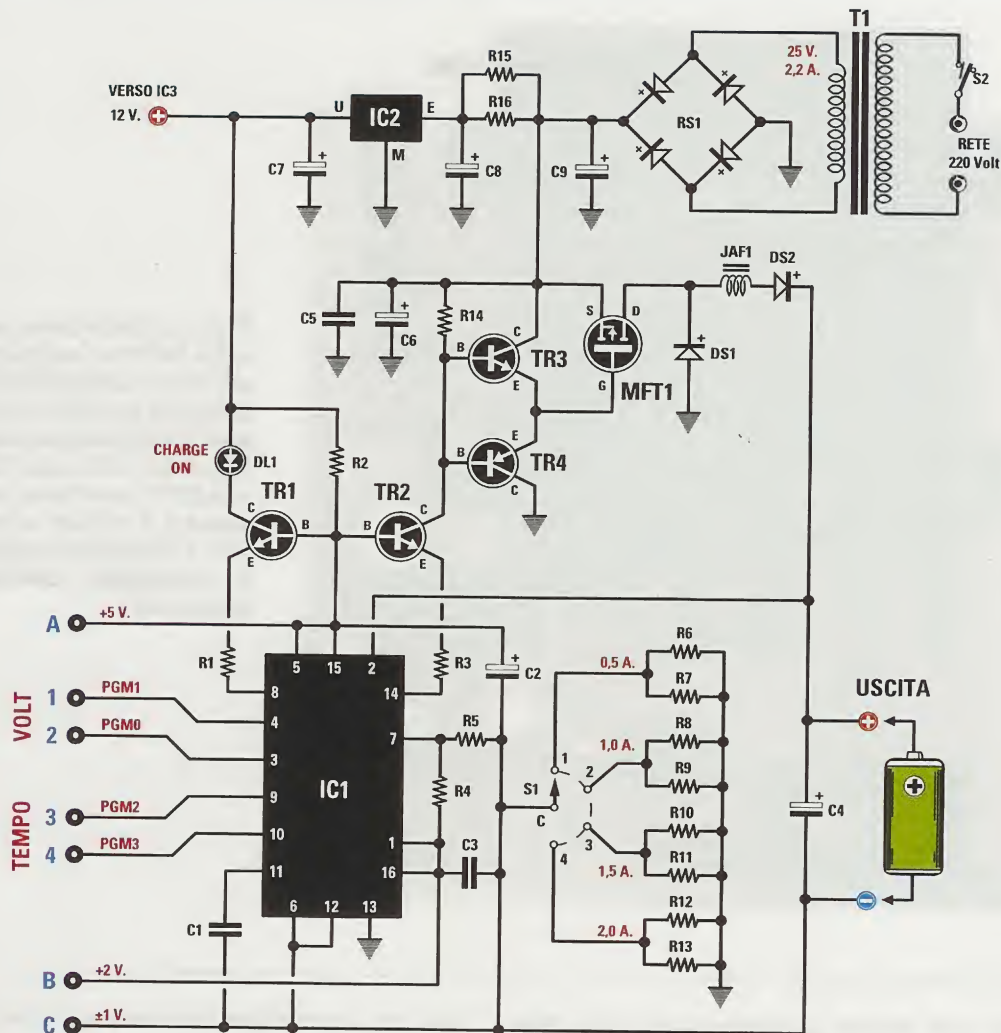 T1
R15
25 V.
2,2 A.
S2
VERSO IC3
12 V.
U
IC2
E
R16
RS1
RETE
220 Volt
M
C7
C8
C9
JAF1
DS2
C5
C6
R14
S
D
B
C
TR3
E
G
MFT1
DS1
CHARGE
ON
DL1
R2
B
E
TR4
C
C
TR1
B
E
TR2
B
C
E
A
+5 V.
R1
5
15
2
R3
C2
R6
0,5 A.
R7
USCITA
VOLT
1
PGM1
2
PGM0
8
4
3
14
7
R5
R8
1,0 A.
R9
S1
1
2
C
3
4
IC1
R4
TEMPO
3
PGM2
4
PGM3
9
10
11
1
16
C3
R10
R11
1,5 A.
C4
6
12
13
C1
R12
2,0 A.
R13
B
+2 V.
C
±1 V.